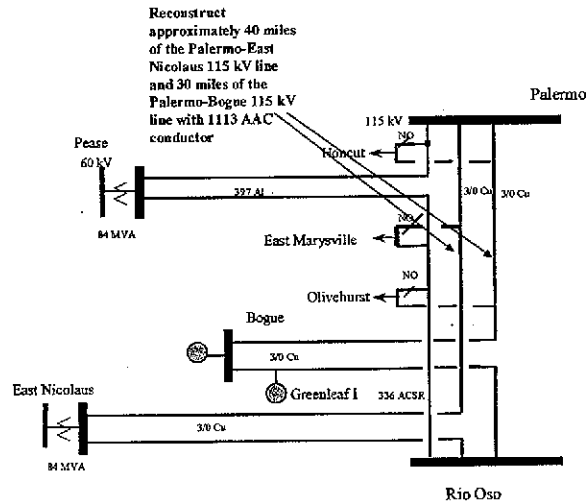 Reconstruct
approximately 40 miles
of the Palermo-East
Nicolaus 115 kV line
and 30 miles of the
Palermo-Bogue 115 kV
line with 1113 AAC
conductor
Palermo
115 kV
NO
Honcut
Pease
60 kV
3/0 Cu
3/0 Cu
397 Al
84 MVA
NO
East Marysville
NO
Olivehurst
Bogue
3/0 Cu
Greenleaf I
336 ACSR
East Nicolaus
3/0 Cu
84 MVA
Rio Oso